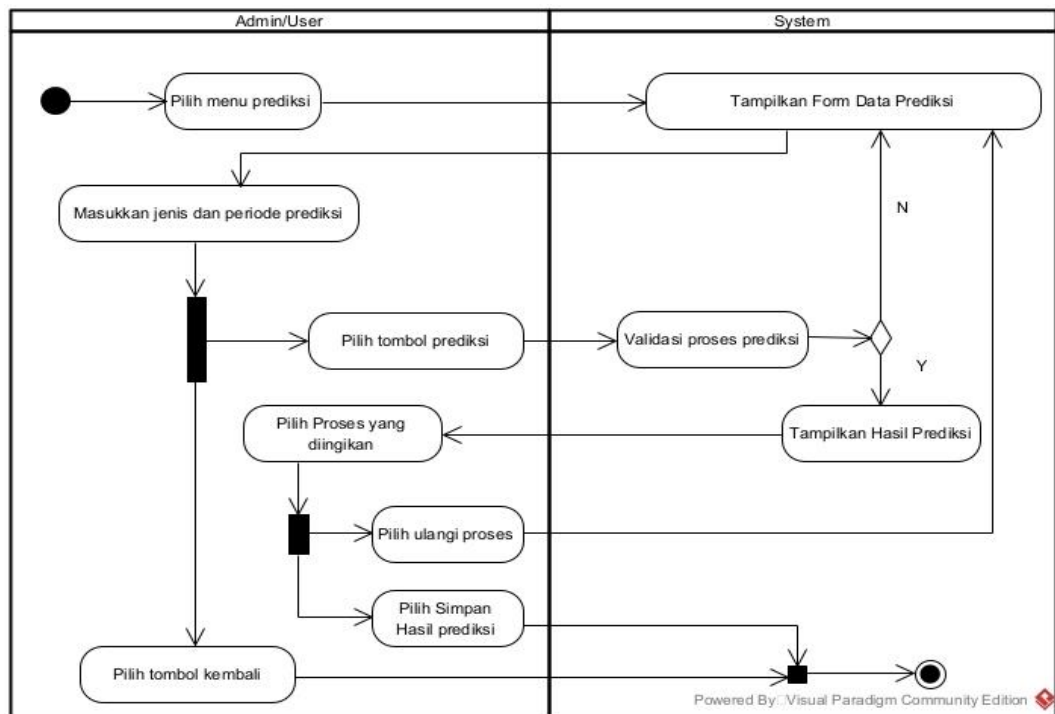 Admin/User
System
Pilih menu prediksi
Tampilkan Form Data Prediksi
Masukkan jenis dan periode prediksi
N
Pilih tombol prediksi
Validasi proses prediksi
Y
Pilih Proses yang
diingikan
Tampilkan Hasil Prediksi
Pilih ulangi proses
Pilih Simpan
Hasil prediksi
Pilih tombol kembali
Powered By Visual Paradigm Community Edition